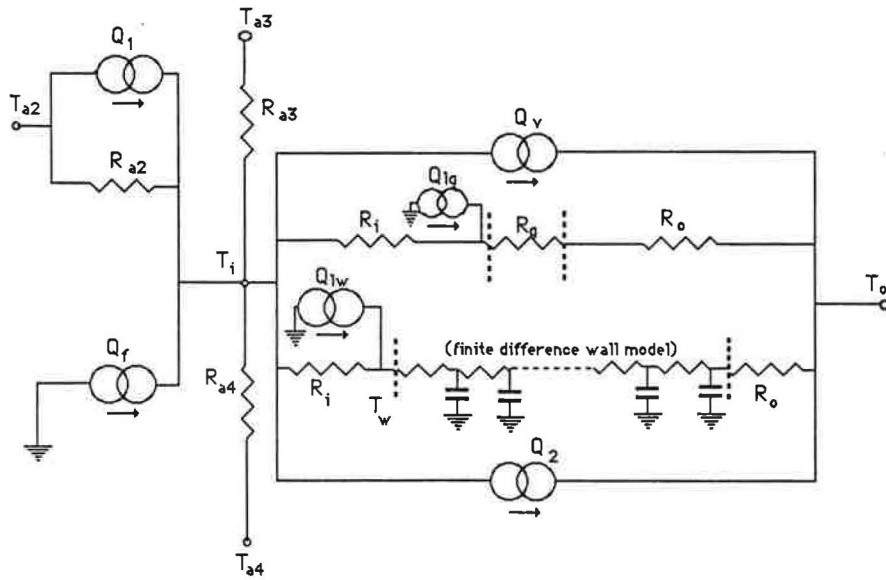 Ta3
Q1
Ta2
Ra3
Qv
Ra2
Q1g
Ri
Rg
Ro
Ti
Q1w
To
(finite difference wall model)
Qf
Ra4
Ri
Tw
Ro
Q2
Ta4